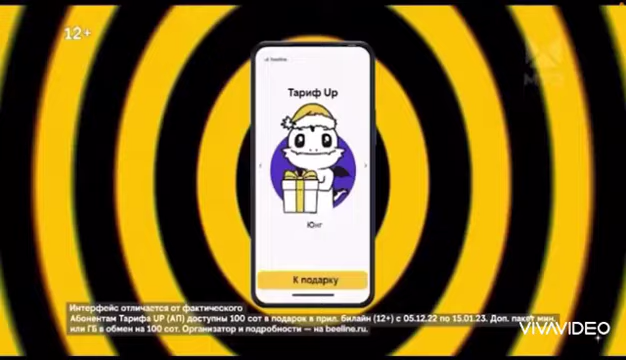 12+
beeline.
Тариф Up
Юнг
К подарку
Интерфейс отличается от фактического
Абонентам Тарифа UP (АП) доступны 100 сот в подарок в прил. билайн (12+) с 05.12.22 по 15.01.23. Доп. пакет мин.
или ГБ в обмен на 100 сот. Организатор и подробности — на beeline.ru.
VIVAVIDEO